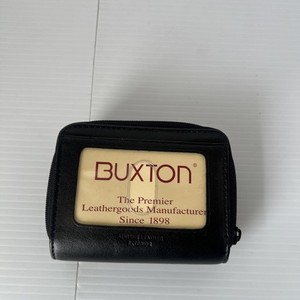 BUXTON
The Premier
Leathergoods Manufacturer
Since 1898